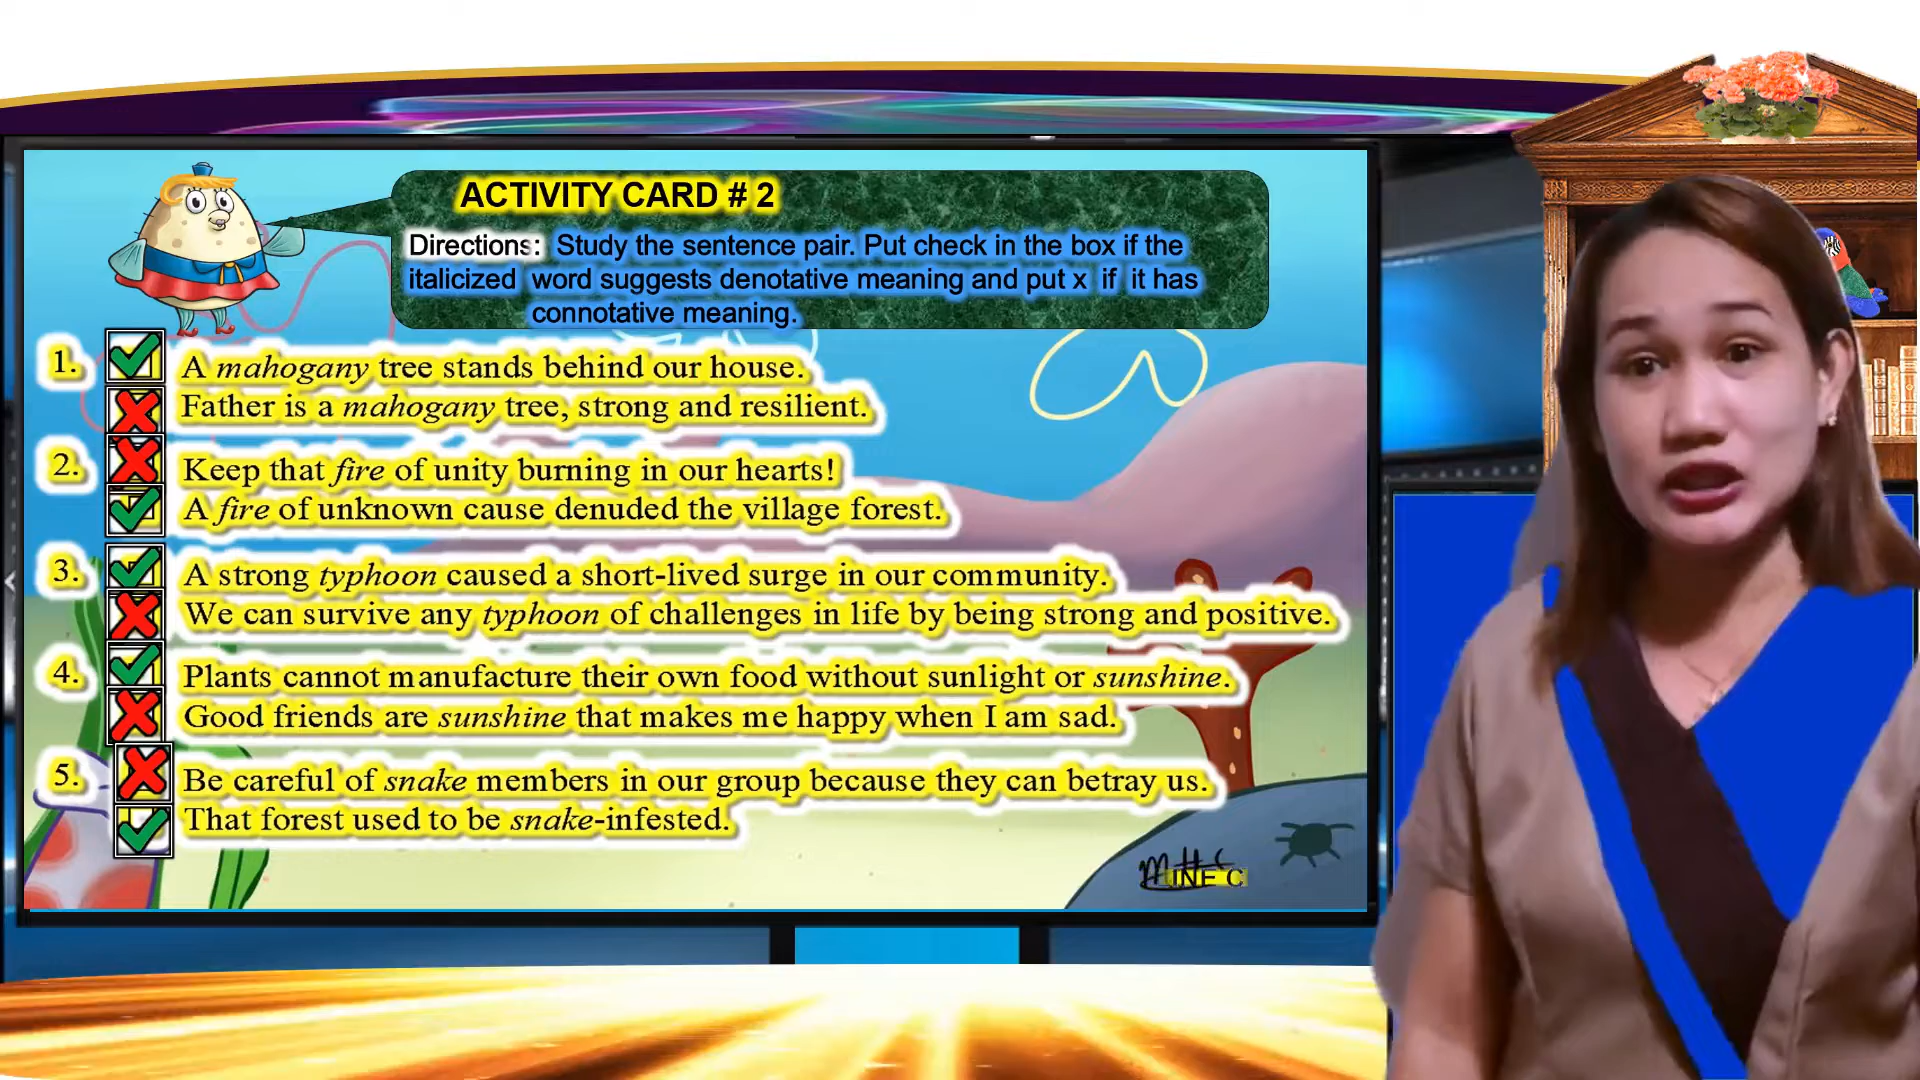 ACTIVITY CARD # 2
Directions: Study the sentence pair. Put check in the box if the
italicized word suggests denotative meaning and put x if it has
connotative meaning.
1. A mahogany tree stands behind our house.
Father is a mahogany tree, strong and resilient.
2. Keep that fire of unity burning in our hearts!
A fire of unknown cause denuded the village forest.
3. A strong typhoon caused a short-lived surge in our community.
We can survive any typhoon of challenges in life by being strong and positive.
4. Plants cannot manufacture their own food without sunlight or sunshine.
Good friends are sunshine that makes me happy when I am sad.
5. Be careful of snake members in our group because they can betray us.
That forest used to be snake-infested.